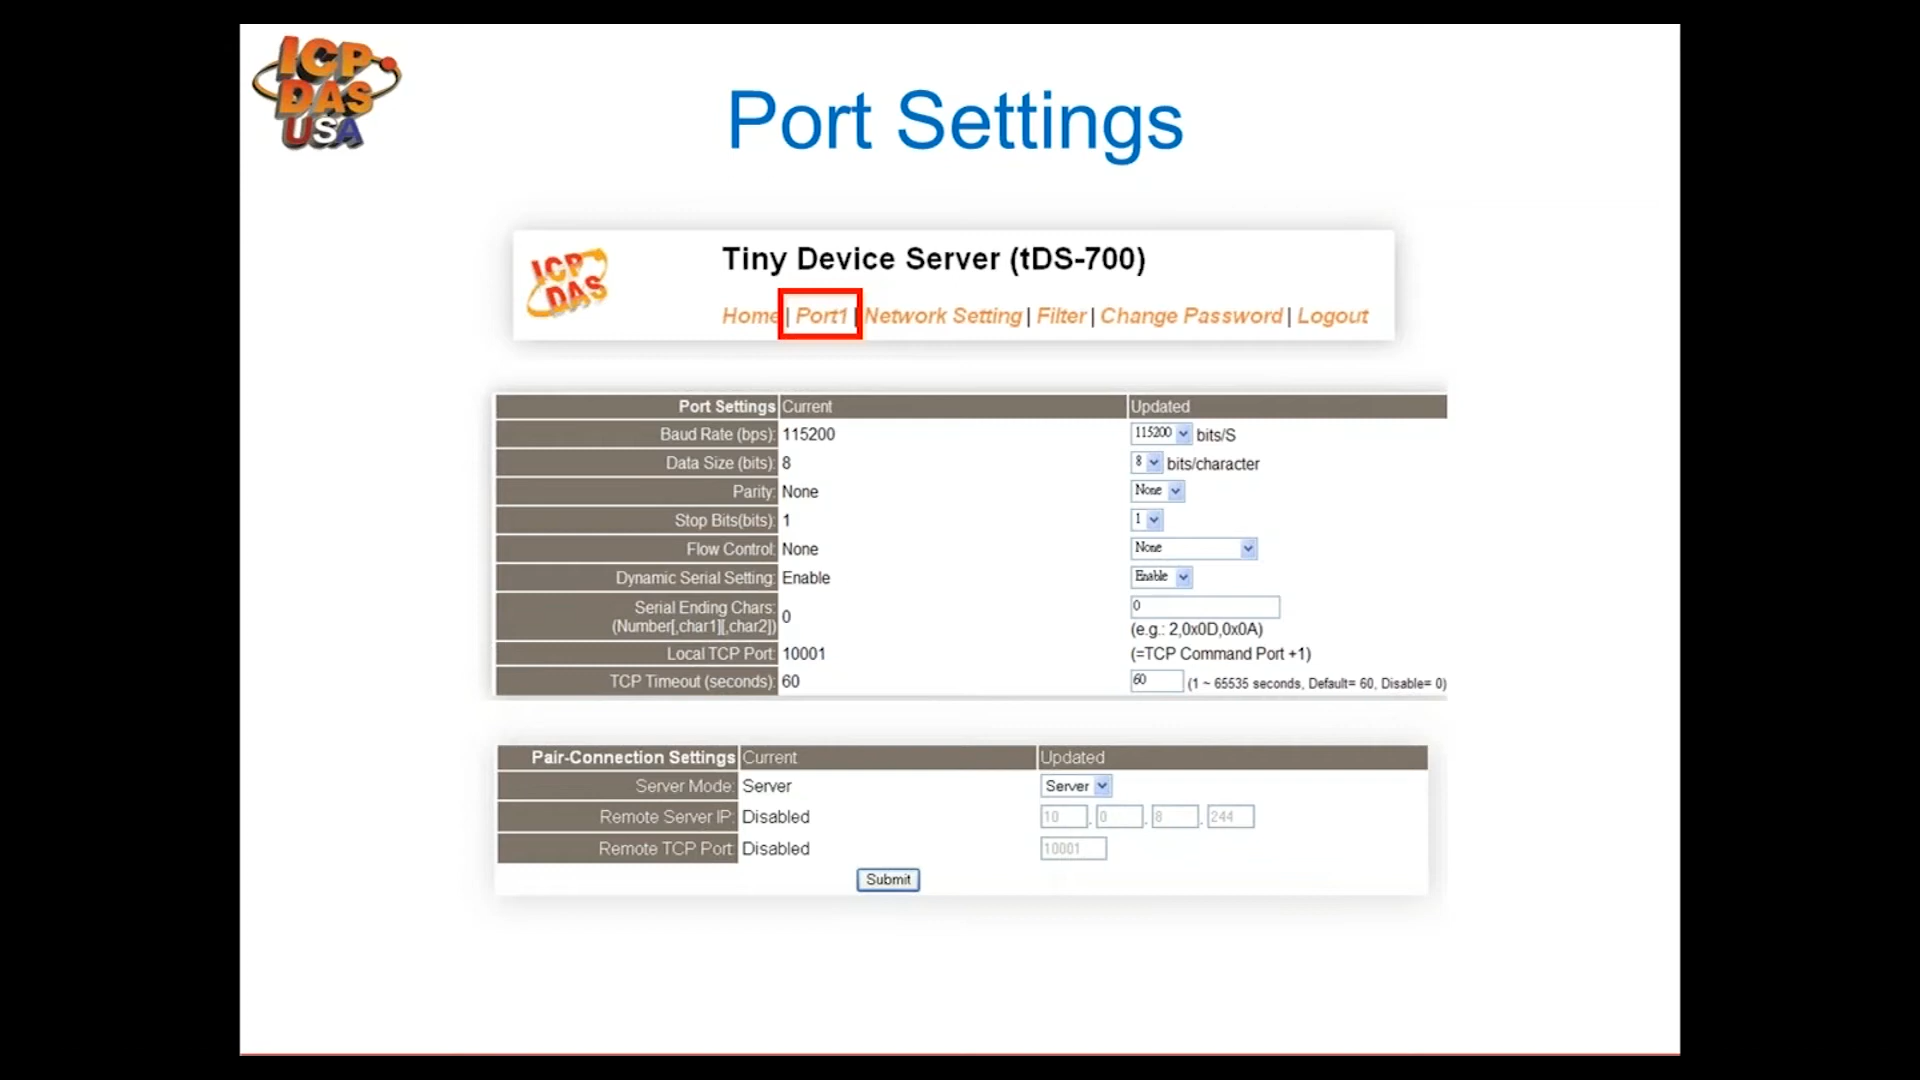 ICP
DAS
USA
Port Settings
ICP
DAS
Tiny Device Server (tDS-700)
Home | Port1 | Network Setting | Filter | Change Password | Logout
Port Settings Current Updated
Baud Rate (bps): 115200 115200 bits/S
Data Size (bits): 8 8 bits/character
Parity: None None
Stop Bits(bits): 1 1
Flow Control: None None
Dynamic Serial Setting: Enable Enable
Serial Ending Chars:
(Number[,char1][,char2]) 0 0
(e.g.: 2,0x0D,0x0A)
Local TCP Port: 10001 (=TCP Command Port +1)
TCP Timeout (seconds): 60 60 (1 ~ 65535 seconds, Default= 60, Disable= 0)
Pair-Connection Settings Current Updated
Server Mode: Server Server
Remote Server IP: Disabled 10 . 0 . 8 . 244
Remote TCP Port: Disabled 10001
Submit